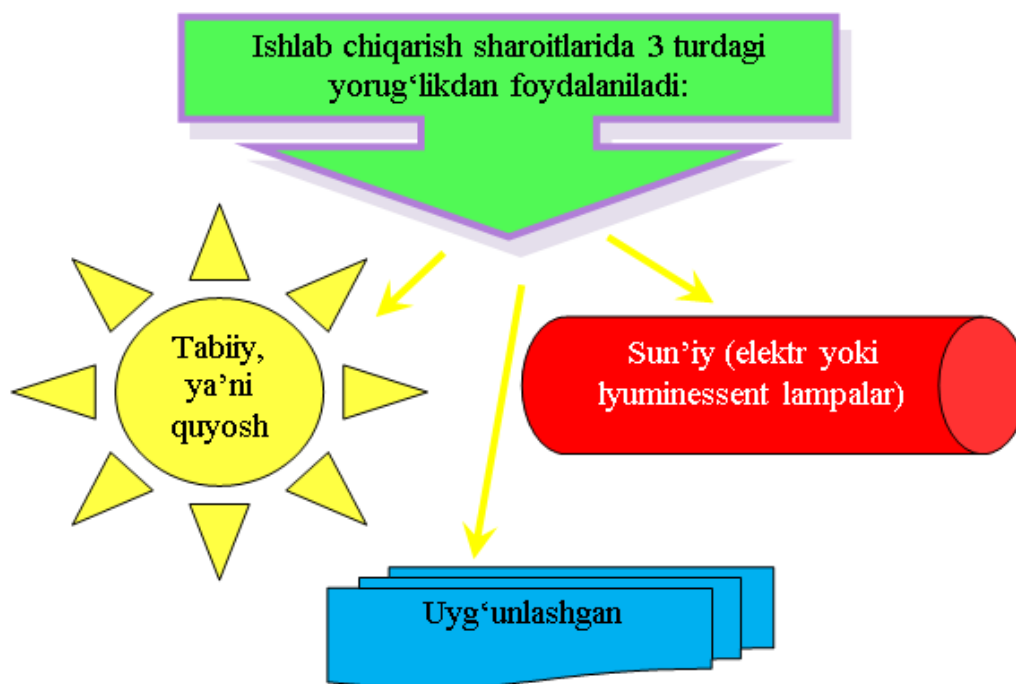 Ishlab chiqarish sharoitlarida 3 turdagi
yorug‘likdan foydalaniladi:
Tabiiy,
ya’ni
quyosh
Sun’iy (elektr yoki
lyuminessent lampalar)
Uyg‘unlashgan